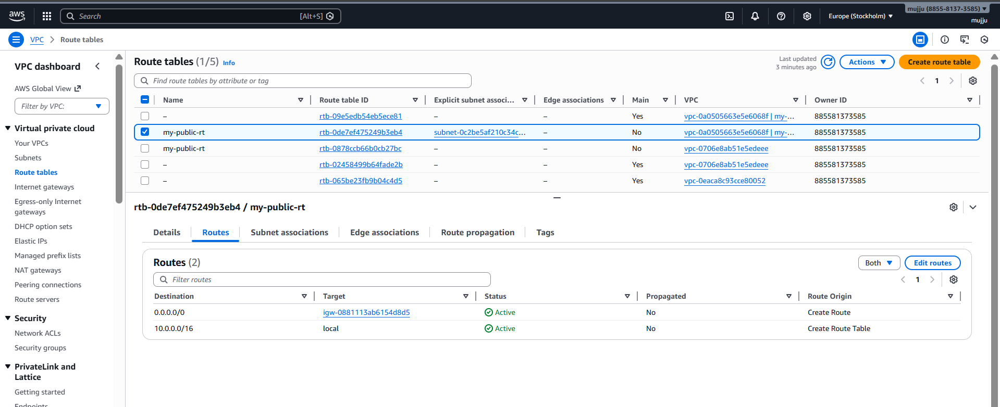 aws
Search [Alt+S]
Europe (Stockholm)
mujju (8855-8137-3585)
mujju
VPC Route tables
VPC dashboard
AWS Global View
Filter by VPC:
Virtual private cloud
Your VPCs
Subnets
Route tables
Internet gateways
Egress-only Internet
gateways
DHCP option sets
Elastic IPs
Managed prefix lists
NAT gateways
Peering connections
Route servers
Security
Network ACLs
Security groups
PrivateLink and
Lattice
Getting started
Endpoints
Route tables (1/5) Info
Last updated
3 minutes ago
Actions
Create route table
Find route tables by attribute or tag
1
Name Route table ID Explicit subnet associ... Edge associations Main VPC Owner ID
– rtb-09e5edb54eb5ece81 – – Yes vpc-0a0505663e5e6068f | my-... 885581373585
my-public-rt rtb-0de7ef475249b3eb4 subnet-0c2be5af210c34c... – No vpc-0a0505663e5e6068f | my-... 885581373585
my-public-rt rtb-0878ccb66b0cb27bc – – No vpc-0706e8ab51e5edeee 885581373585
– rtb-02458499b64fade2b – – Yes vpc-0706e8ab51e5edeee 885581373585
– rtb-065be23fb9b04c4d5 – – Yes vpc-0eaca8c93cce80052 885581373585
rtb-0de7ef475249b3eb4 / my-public-rt
Details Routes Subnet associations Edge associations Route propagation Tags
Routes (2)
Both
Edit routes
Filter routes
1
Destination Target Status Propagated Route Origin
0.0.0.0/0 igw-0881113ab6154d8d5 Active No Create Route
10.0.0.0/16 local Active No Create Route Table